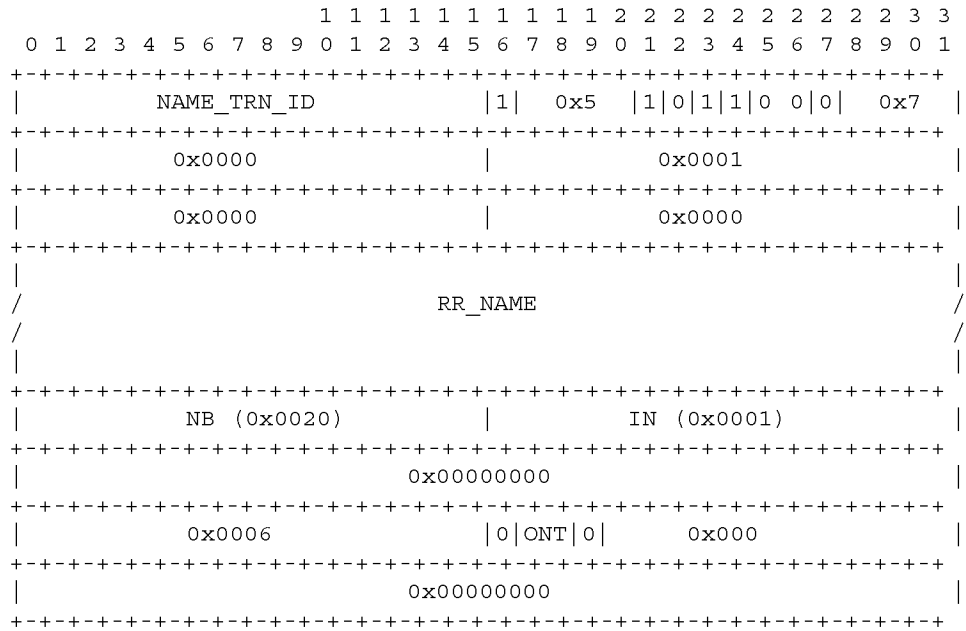 1 1 1 1 1 1 1 1 1 1 2 2 2 2 2 2 2 2 2 2 3 3
 0 1 2 3 4 5 6 7 8 9 0 1 2 3 4 5 6 7 8 9 0 1 2 3 4 5 6 7 8 9 0 1
+-+-+-+-+-+-+-+-+-+-+-+-+-+-+-+-+-+-+-+-+-+-+-+-+-+-+-+-+-+-+-+-+
|         NAME_TRN_ID           |1|  0x5  |1|0|1|1|0 0|0|  0x7  |
+-+-+-+-+-+-+-+-+-+-+-+-+-+-+-+-+-+-+-+-+-+-+-+-+-+-+-+-+-+-+-+-+
|          0x0000               |           0x0001              |
+-+-+-+-+-+-+-+-+-+-+-+-+-+-+-+-+-+-+-+-+-+-+-+-+-+-+-+-+-+-+-+-+
|          0x0000               |           0x0000              |
+-+-+-+-+-+-+-+-+-+-+-+-+-+-+-+-+-+-+-+-+-+-+-+-+-+-+-+-+-+-+-+-+
|                                                               |
/                            RR_NAME                            /
/                                                               /
|                                                               |
+-+-+-+-+-+-+-+-+-+-+-+-+-+-+-+-+-+-+-+-+-+-+-+-+-+-+-+-+-+-+-+-+
|           NB (0x0020)         |         IN (0x0001)           |
+-+-+-+-+-+-+-+-+-+-+-+-+-+-+-+-+-+-+-+-+-+-+-+-+-+-+-+-+-+-+-+-+
|                          0x00000000                           |
+-+-+-+-+-+-+-+-+-+-+-+-+-+-+-+-+-+-+-+-+-+-+-+-+-+-+-+-+-+-+-+-+
|           0x0006              |0|ONT|0|     0x000             |
+-+-+-+-+-+-+-+-+-+-+-+-+-+-+-+-+-+-+-+-+-+-+-+-+-+-+-+-+-+-+-+-+
|                          0x00000000                           |
+-+-+-+-+-+-+-+-+-+-+-+-+-+-+-+-+-+-+-+-+-+-+-+-+-+-+-+-+-+-+-+-+